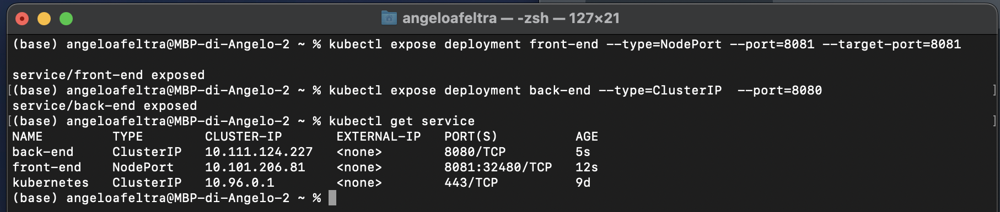 angeloafeltra — -zsh — 127×21
(base) angeloafeltra@MBP-di-Angelo-2 ~ % kubectl expose deployment front-end --type=NodePort --port=8081 --target-port=8081
service/front-end exposed
[(base) angeloafeltra@MBP-di-Angelo-2 ~ % kubectl expose deployment back-end --type=ClusterIP  --port=8080 ]
service/back-end exposed
[(base) angeloafeltra@MBP-di-Angelo-2 ~ % kubectl get service ]
NAME TYPE CLUSTER-IP EXTERNAL-IP PORT(S) AGE
back-end ClusterIP 10.111.124.227 <none> 8080/TCP 5s
front-end NodePort 10.101.206.81 <none> 8081:32480/TCP 12s
kubernetes ClusterIP 10.96.0.1 <none> 443/TCP 9d
(base) angeloafeltra@MBP-di-Angelo-2 ~ %